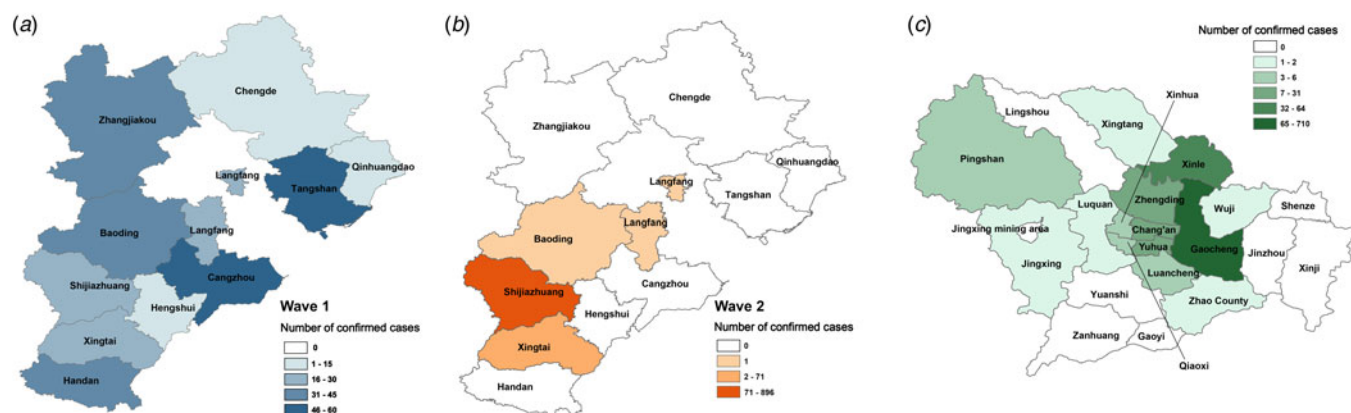 (a)
Chengde
Zhangjiakou
Qinhuangdao
Langfang
Tangshan
Baoding
Langfang
Cangzhou
Shijiazhuang
Hengshui
Xingtai
Handan
Wave 1
Number of confirmed cases
0
1 - 15
16 - 30
31 - 45
46 - 60
(b)
Chengde
Zhangjiakou
Qinhuangdao
Langfang
Tangshan
Langfang
Baoding
Cangzhou
Shijiazhuang
Hengshui
Xingtai
Handan
Wave 2
Number of confirmed cases
0
1
2 - 71
71 - 896
(c)
Number of confirmed cases
0
1 - 2
3 - 6
7 - 31
32 - 64
65 - 710
Xinhua
Lingshou
Xingtang
Pingshan
Xinle
Zhengding
Luquan
Wuji
Shenze
Jingxing mining area
Chang'an
Yuhua
Gaocheng
Jinzhou
Jingxing
Luancheng
Xinji
Yuanshi
Zhao County
Zanhuang
Gaoyi
Qiaoxi